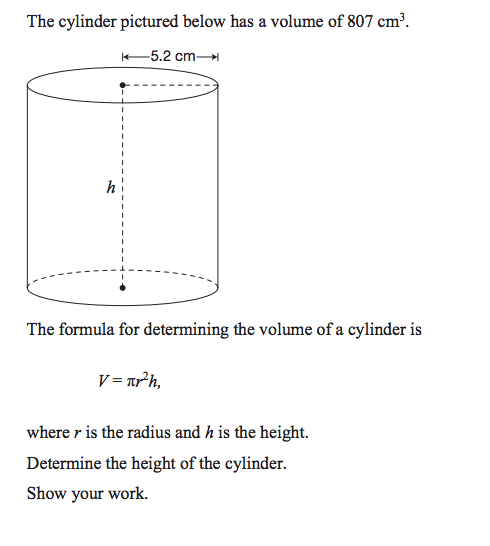 The cylinder pictured below has a volume of 807 cm³.
5.2 cm
h
The formula for determining the volume of a cylinder is
V = πr²h,
where r is the radius and h is the height.
Determine the height of the cylinder.
Show your work.